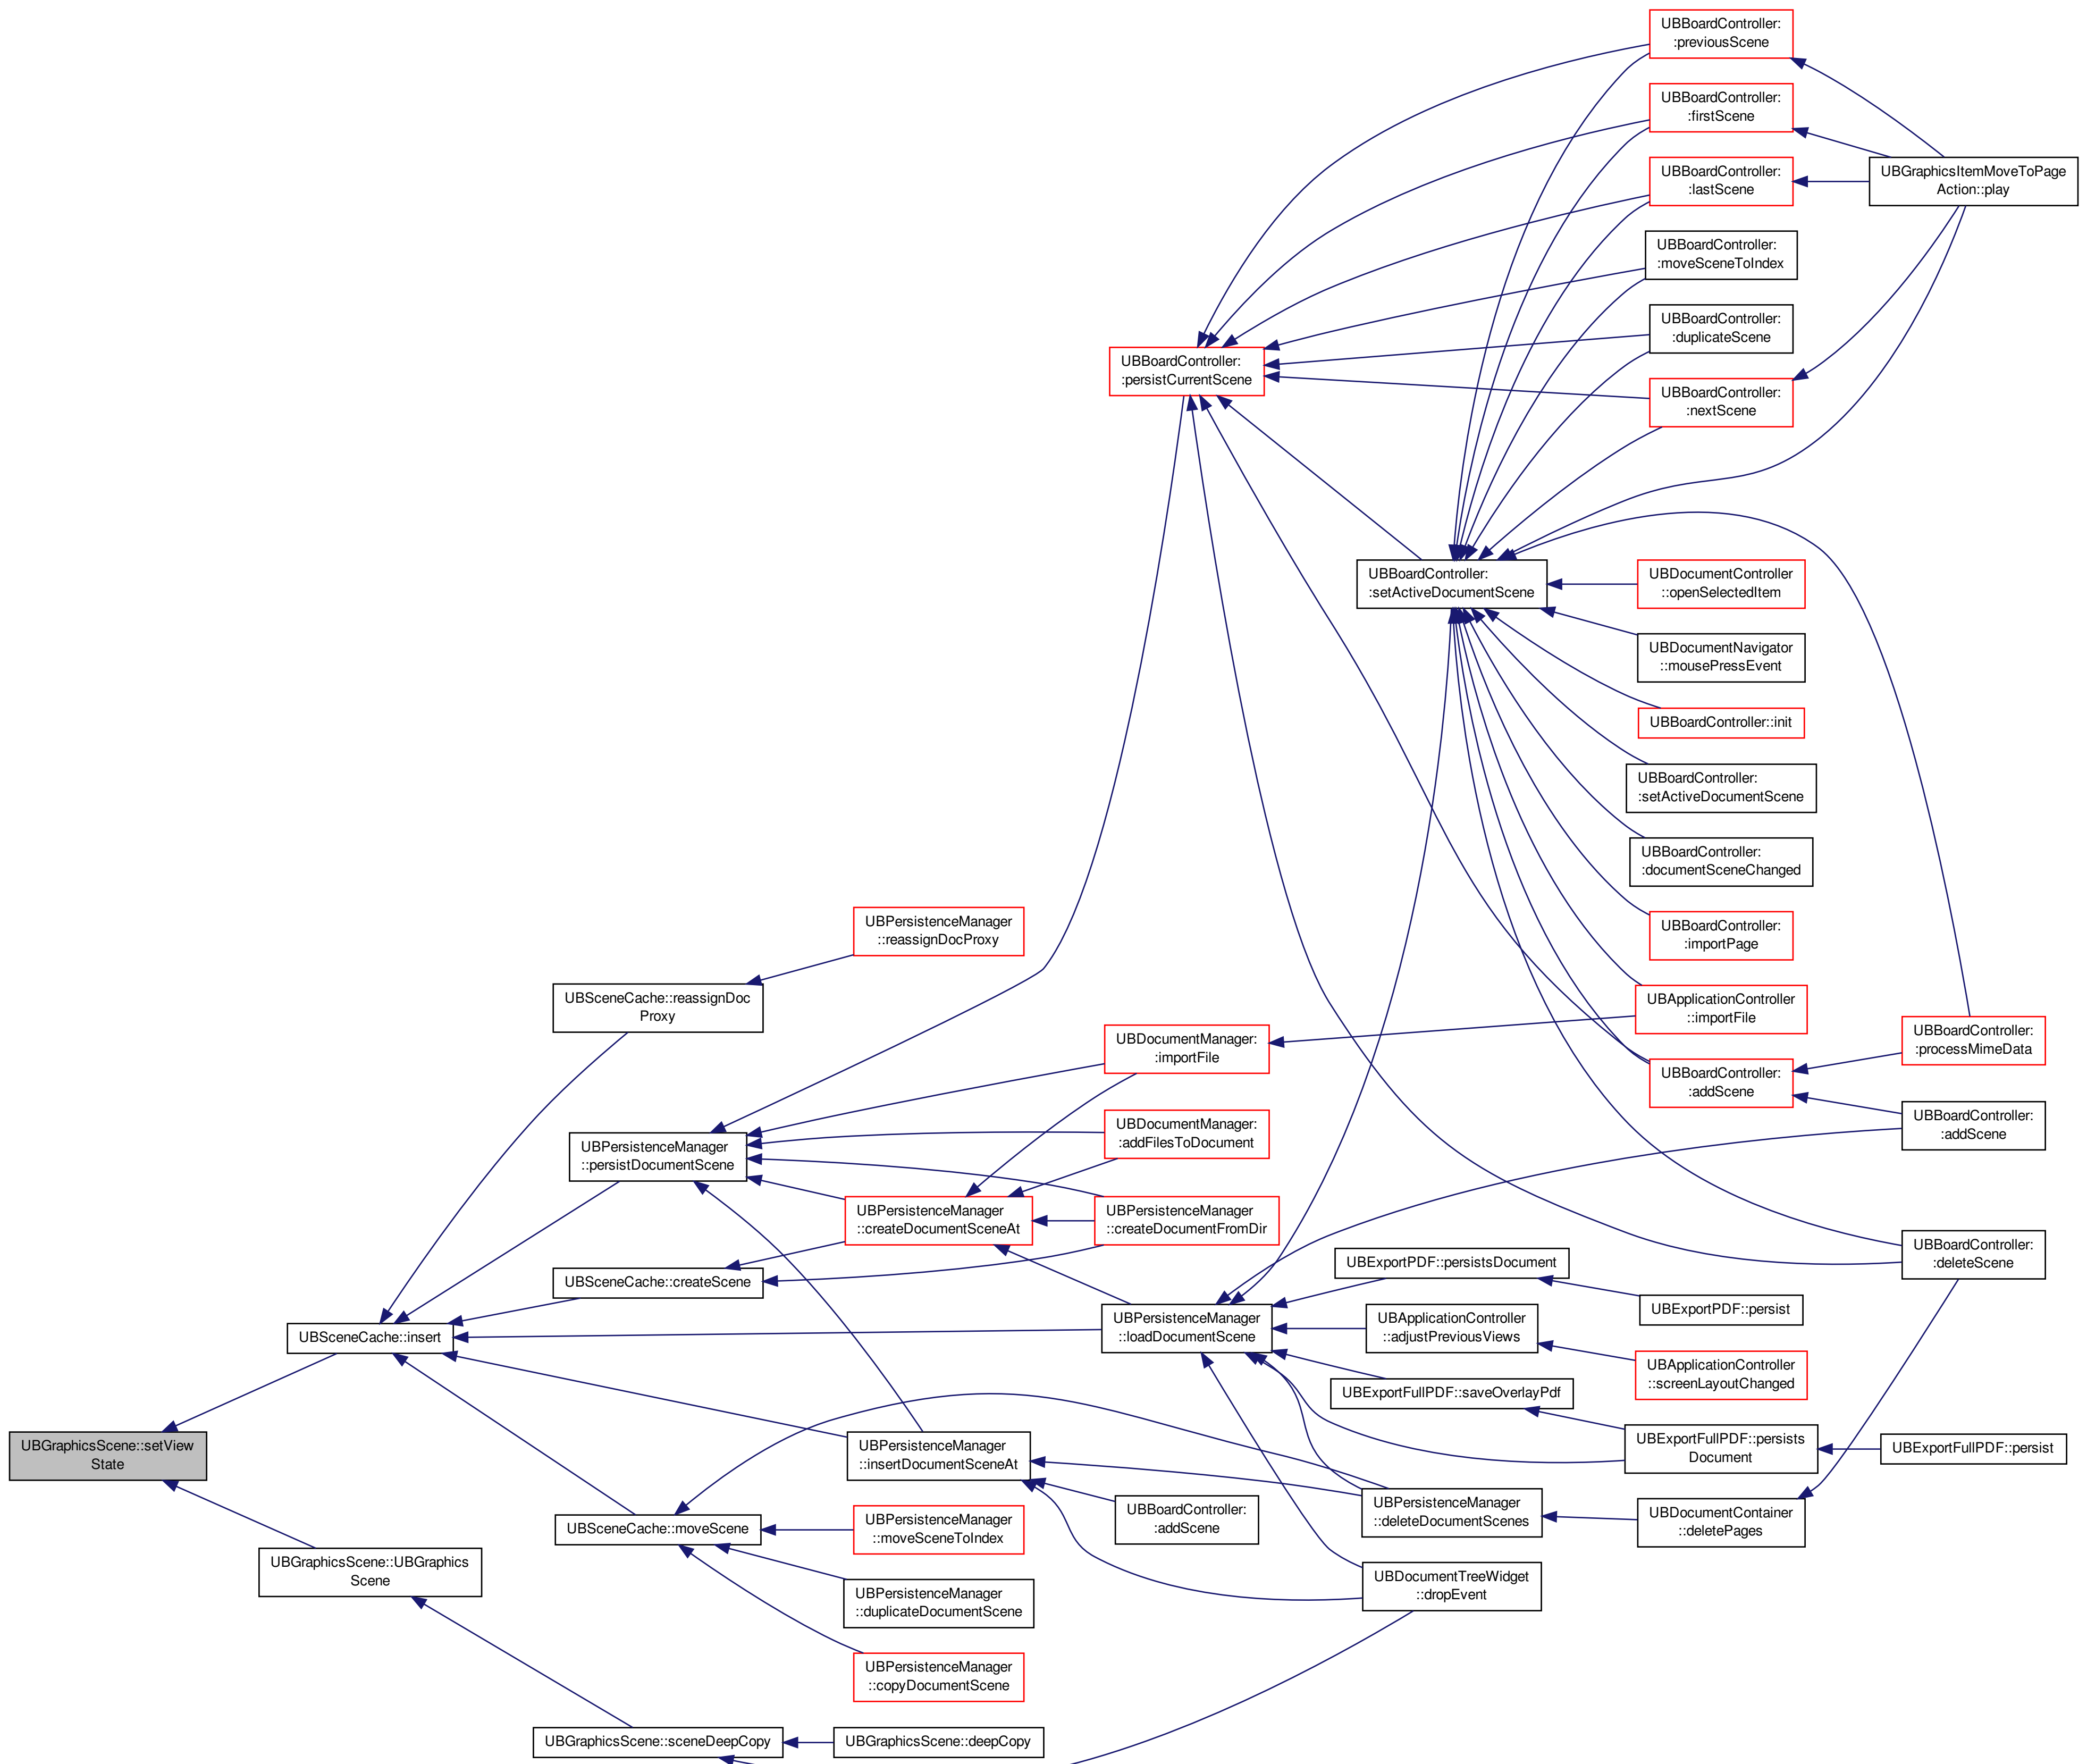 UBBoardController:
:previousScene
UBBoardController:
:firstScene
UBGraphicsItemMoveToPage
Action::play
UBBoardController:
:lastScene
UBBoardController:
:moveSceneToIndex
UBBoardController:
:duplicateScene
UBBoardController:
:persistCurrentScene
UBBoardController:
:nextScene
UBBoardController:
:setActiveDocumentScene
UBDocumentController
::openSelectedItem
UBDocumentNavigator
::mousePressEvent
UBBoardController::init
UBBoardController:
:setActiveDocumentScene
UBBoardController:
:documentSceneChanged
UBPersistenceManager
::reassignDocProxy
UBBoardController:
:importPage
UBSceneCache::reassignDoc
Proxy
UBApplicationController
::importFile
UBDocumentManager:
:importFile
UBBoardController:
:processMimeData
UBBoardController:
:addScene
UBDocumentManager:
:addFilesToDocument
UBBoardController:
:addScene
UBPersistenceManager
::persistDocumentScene
UBPersistenceManager
::createDocumentSceneAt
UBPersistenceManager
::createDocumentFromDir
UBBoardController:
:deleteScene
UBSceneCache::createScene
UBExportPDF::persistsDocument
UBExportPDF::persist
UBSceneCache::insert
UBPersistenceManager
::loadDocumentScene
UBApplicationController
::adjustPreviousViews
UBApplicationController
::screenLayoutChanged
UBExportFullPDF::saveOverlayPdf
UBGraphicsScene::setView
State
UBPersistenceManager
::insertDocumentSceneAt
UBExportFullPDF::persists
Document
UBExportFullPDF::persist
UBSceneCache::moveScene
UBPersistenceManager
::moveSceneToIndex
UBBoardController:
:addScene
UBPersistenceManager
::deleteDocumentScenes
UBDocumentContainer
::deletePages
UBGraphicsScene::UBGraphics
Scene
UBPersistenceManager
::duplicateDocumentScene
UBDocumentTreeWidget
::dropEvent
UBPersistenceManager
::copyDocumentScene
UBGraphicsScene::sceneDeepCopy
UBGraphicsScene::deepCopy